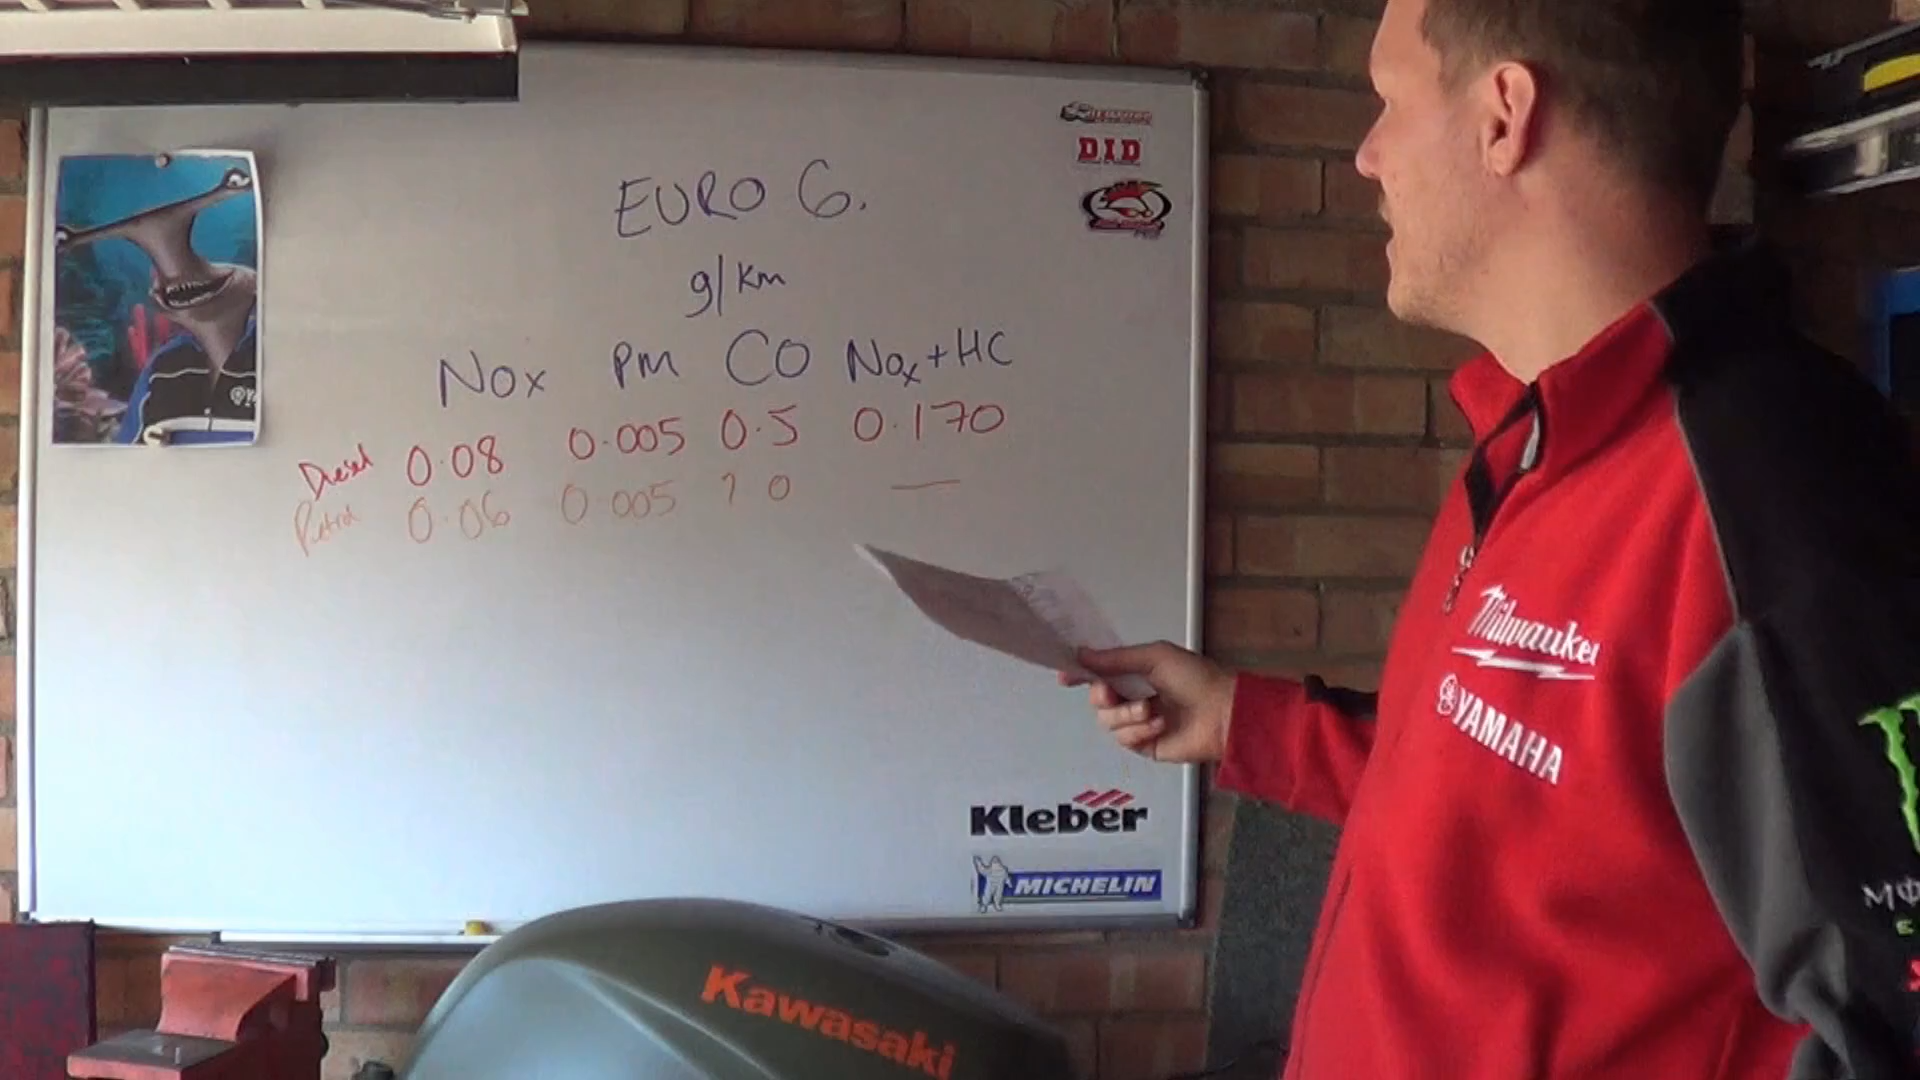 DID
EURO 6.
g/km
NOx PM CO NOx+HC
Diesel 0.08 0.005 0.5 0.170
Petrol 0.06 0.005 1 0 —
Milwaukee
YAMAHA
Kleber
MICHELIN
Kawasaki